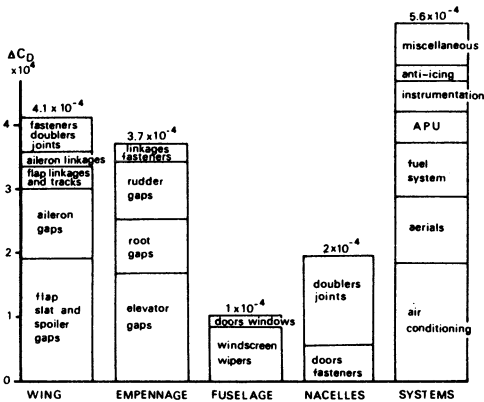 ΔC_D
×10⁴
4
3
2
1
0
4.1 x 10⁻⁴
fasteners
doublers
joints
aileron linkages
flap linkages
and tracks
aileron
gaps
flap
slat and
spoiler
gaps
WING
3.7 x 10⁻⁴
linkages
fasteners
rudder
gaps
root
gaps
elevator
gaps
EMPENNAGE
1 x 10⁻⁴
doors windows
windscreen
wipers
FUSELAGE
2 x 10⁻⁴
doublers
joints
doors
fasteners
NACELLES
5.6 x 10⁻⁴
miscellaneous
anti-icing
instrumentation
APU
fuel
system
aerials
air
conditioning
SYSTEMS